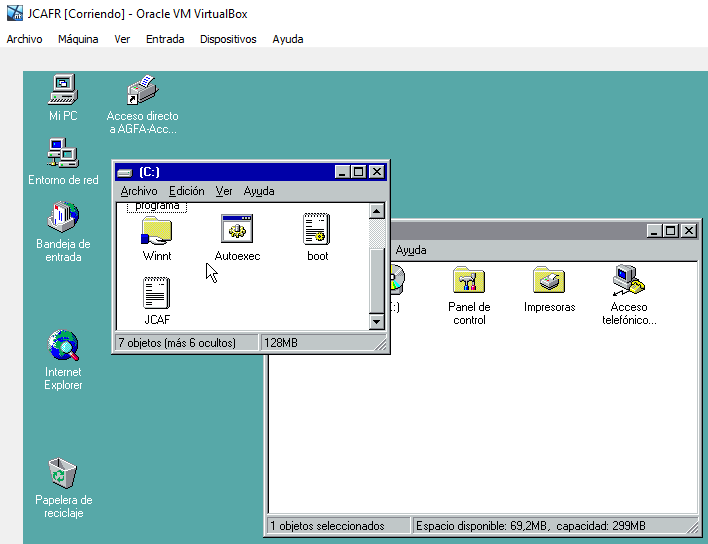 JCAFR [Corriendo] - Oracle VM VirtualBox
Archivo Máquina Ver Entrada Dispositivos Ayuda
Mi PC
Acceso directo
a AGFA-Acc...
Entorno de red
Bandeja de
entrada
Internet
Explorer
Papelera de
reciclaje
(C:)
Archivo Edición Ver Ayuda
programa
Winnt
Autoexec
boot
JCAF
7 objetos (más 6 ocultos)
128MB
Ayuda
:)
Panel de
control
Impresoras
Acceso
telefónico...
1 objetos seleccionados
Espacio disponible: 69,2MB, capacidad: 299MB